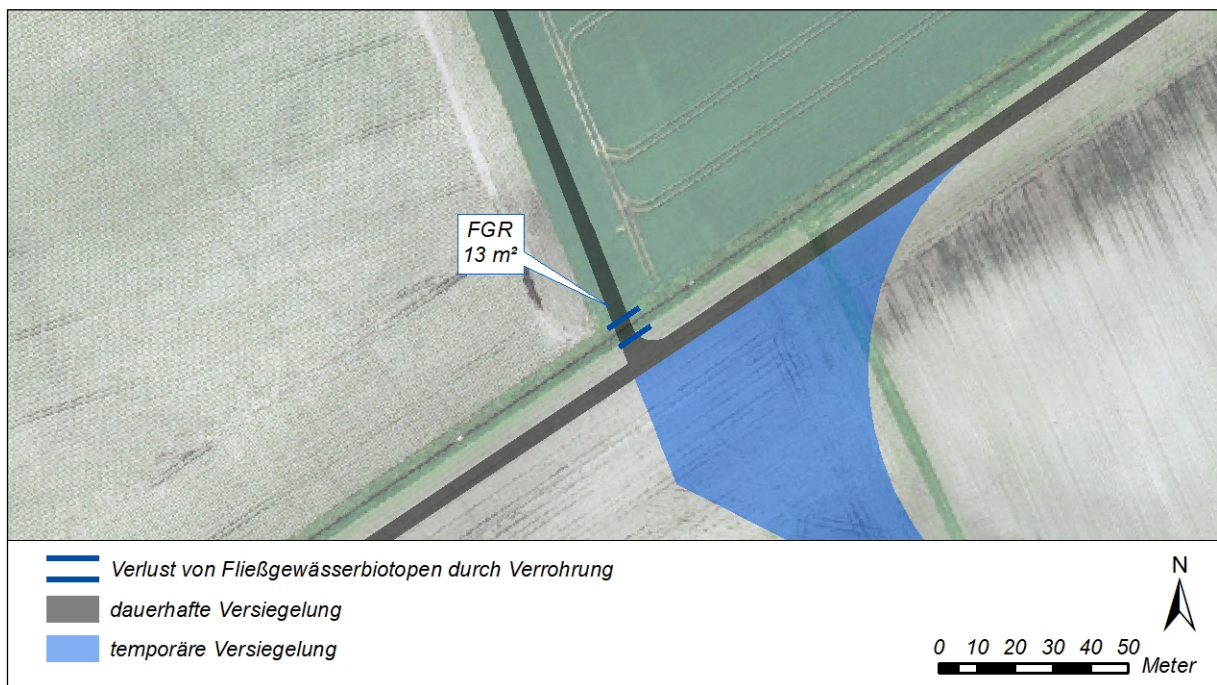 FGR
13 m²
Verlust von Fließgewässerbiotopen durch Verrohrung
dauerhafte Versiegelung
temporäre Versiegelung
N
0 10 20 30 40 50
Meter